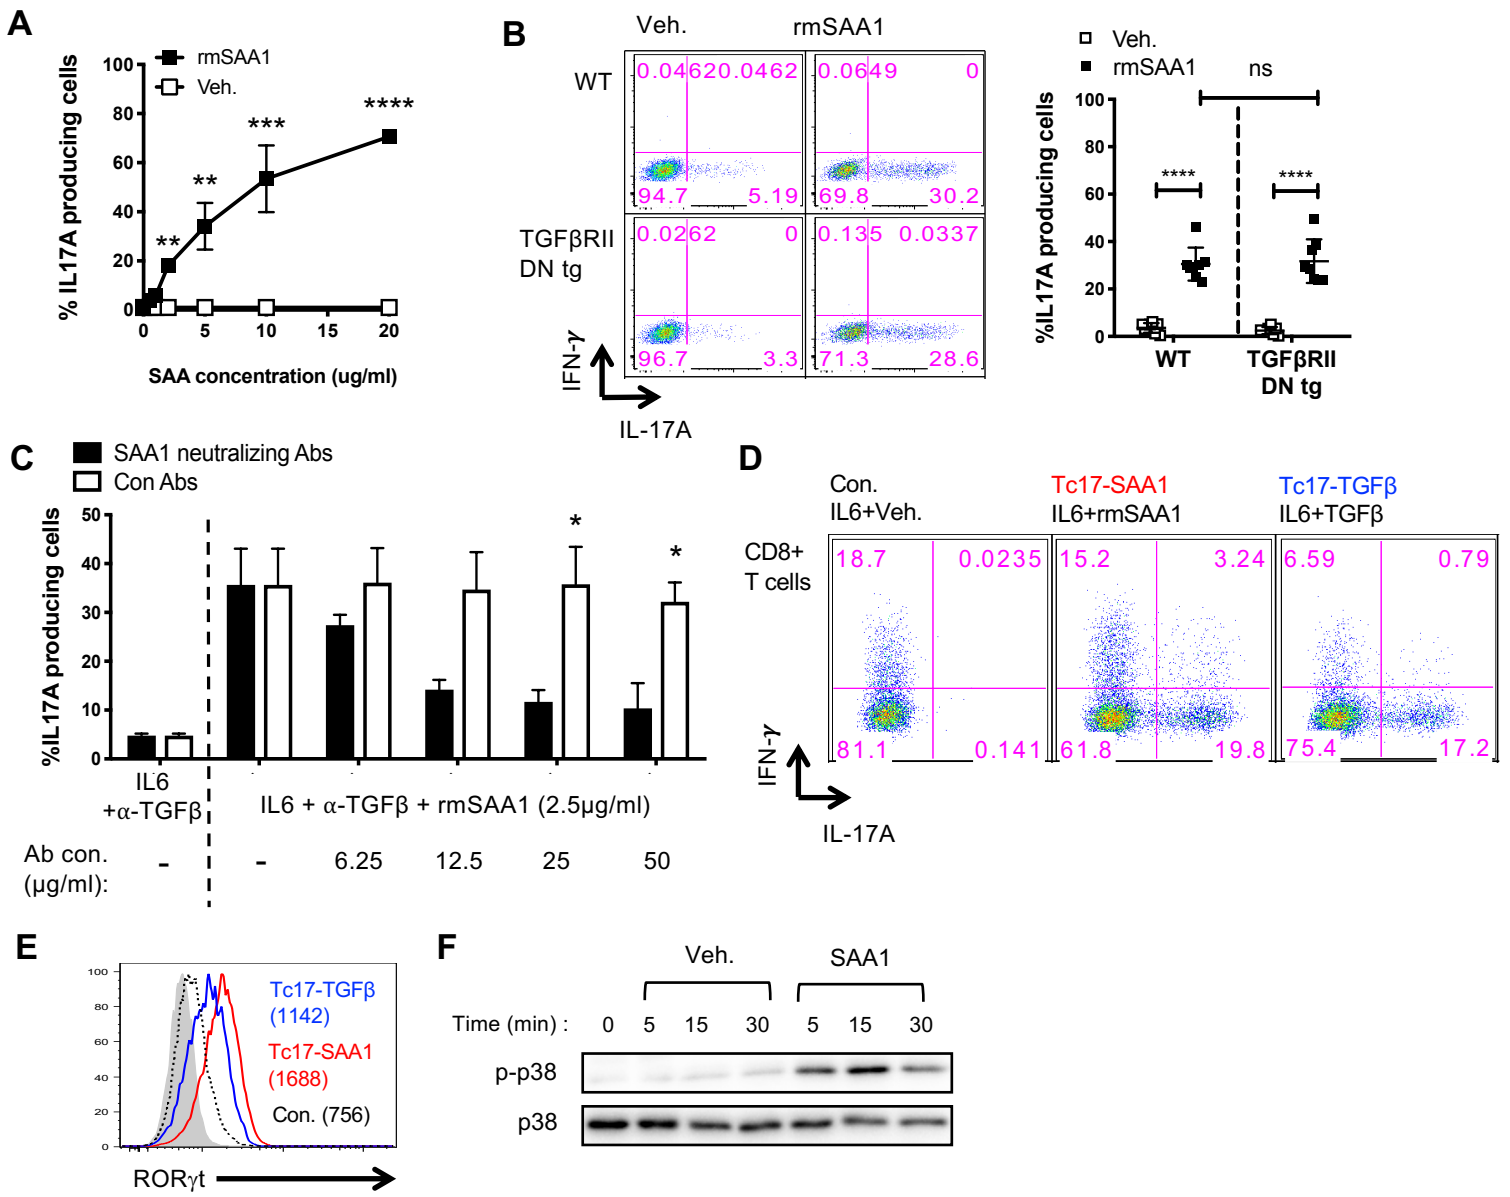 A
rmSAA1
Veh.
% IL17A producing cells
100
80
60
40
20
0
**
**
***
****
0
5
10
15
20
SAA concentration (ug/ml)
B
Veh.
rmSAA1
WT
0.0462
0.0462
94.7
5.19
0.0649
0
69.8
30.2
TGFβRII
DN tg
0.0262
0
96.7
3.3
0.135
0.0337
71.3
28.6
IFN-γ
IL-17A
Veh.
rmSAA1
ns
%IL17A producing cells
100
80
60
40
20
0
****
****
WT
TGFβRII
DN tg
C
SAA1 neutralizing Abs
Con Abs
%IL17A producing cells
50
40
30
20
10
0
*
*
IL6
+α-TGFβ
IL6 + α-TGFβ + rmSAA1 (2.5μg/ml)
Ab con.
(μg/ml):
- - 6.25 12.5 25 50
D
Con.
IL6+Veh.
Tc17-SAA1
IL6+rmSAA1
Tc17-TGFβ
IL6+TGFβ
CD8+
T cells
18.7
0.0235
81.1
0.141
15.2
3.24
61.8
19.8
6.59
0.79
75.4
17.2
IFN-γ
IL-17A
E
100
80
60
40
20
0
Tc17-TGFβ
(1142)
Tc17-SAA1
(1688)
Con. (756)
RORγt
F
Veh.
SAA1
Time (min) : 0 5 15 30 5 15 30
p-p38
p38